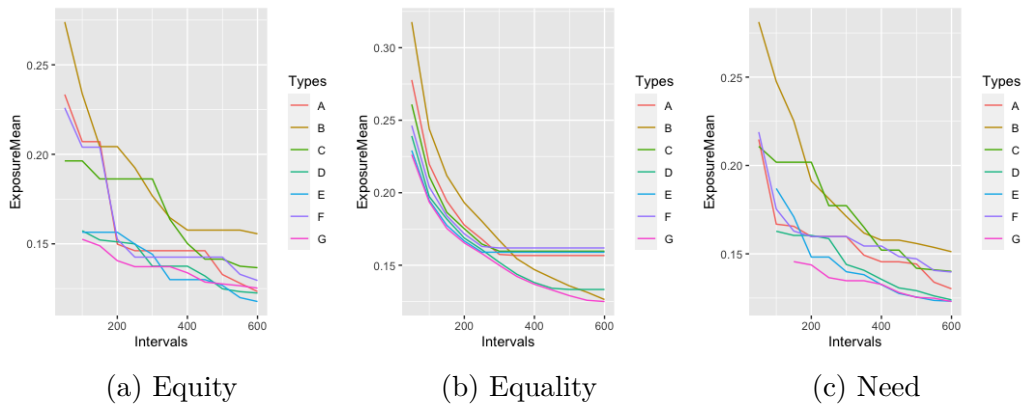 ExposureMean
0.25
0.20
0.15
200
400
600
Intervals
Types
A
B
C
D
E
F
G
(a) Equity
ExposureMean
0.30
0.25
0.20
0.15
200
400
600
Intervals
Types
A
B
C
D
E
F
G
(b) Equality
ExposureMean
0.25
0.20
0.15
200
400
600
Intervals
Types
A
B
C
D
E
F
G
(c) Need